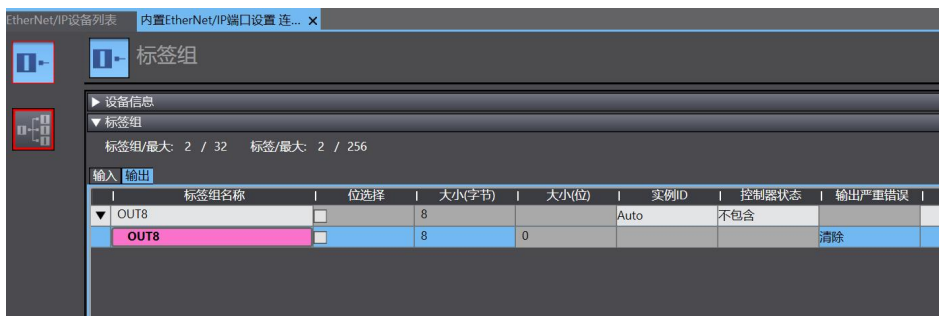 EtherNet/IP设备列表 内置EtherNet/IP端口设置 连... x
标签组
▶ 设备信息
▼ 标签组
标签组/最大: 2 / 32 标签/最大: 2 / 256
输入 输出
标签组名称 位选择 大小(字节) 大小(位) 实例ID 控制器状态 输出严重错误
▼ OUT8 8 Auto 不包含
OUT8 8 0 清除